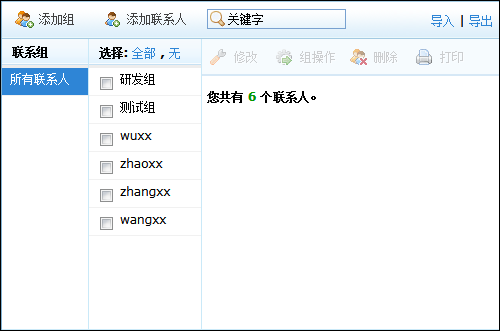 添加组 添加联系人 关键字 导入 | 导出
联系组 选择: 全部 , 无 修改 组操作 删除 打印
所有联系人
研发组
测试组
wuxx
zhaoxx
zhangxx
wangxx
您共有 6 个联系人。